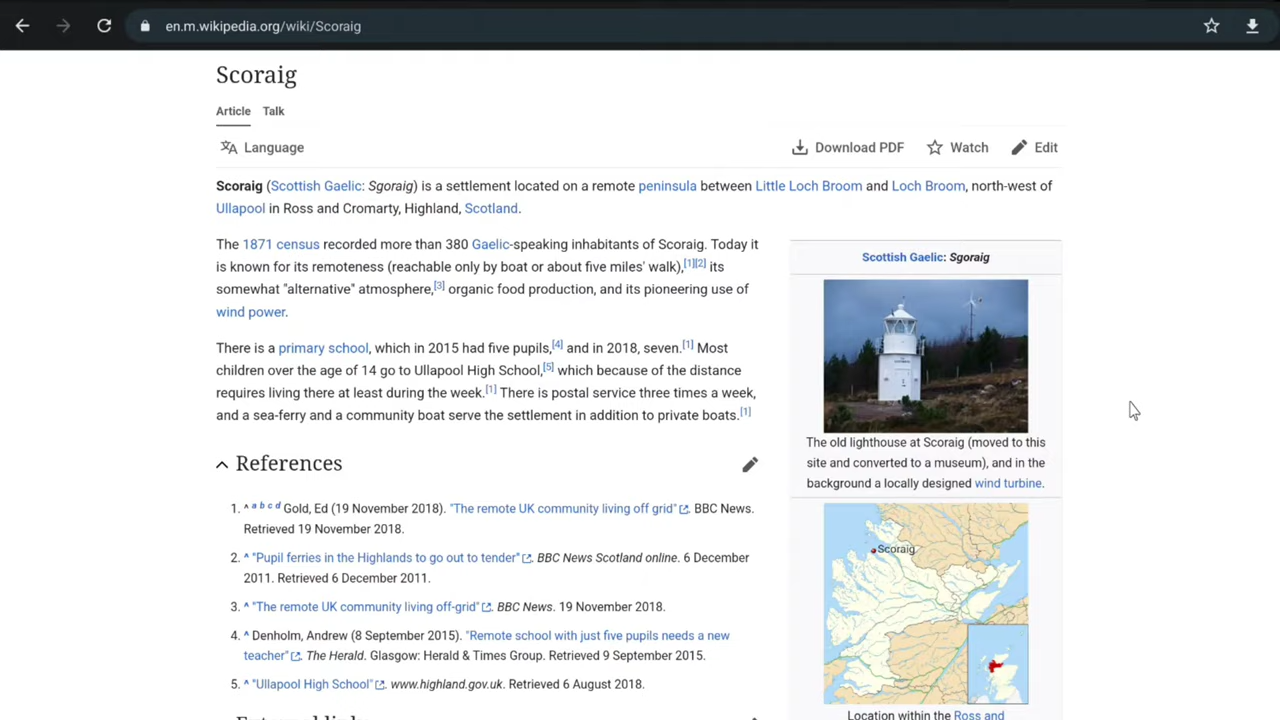 en.m.wikipedia.org/wiki/Scoraig
Scoraig
Article Talk
Language
Download PDF Watch Edit
Scoraig (Scottish Gaelic: Sgoraig) is a settlement located on a remote peninsula between Little Loch Broom and Loch Broom, north-west of
Ullapool in Ross and Cromarty, Highland, Scotland.
The 1871 census recorded more than 380 Gaelic-speaking inhabitants of Scoraig. Today it
is known for its remoteness (reachable only by boat or about five miles' walk),[1][2] its
somewhat "alternative" atmosphere,[3] organic food production, and its pioneering use of
wind power.
There is a primary school, which in 2015 had five pupils,[4] and in 2018, seven.[1] Most
children over the age of 14 go to Ullapool High School,[5] which because of the distance
requires living there at least during the week.[1] There is postal service three times a week,
and a sea-ferry and a community boat serve the settlement in addition to private boats.[1]
References
1. ^ a b c d Gold, Ed (19 November 2018). "The remote UK community living off grid". BBC News.
Retrieved 19 November 2018.
2. ^ "Pupil ferries in the Highlands to go out to tender". BBC News Scotland online. 6 December
2011. Retrieved 6 December 2011.
3. ^ "The remote UK community living off-grid". BBC News. 19 November 2018.
4. ^ Denholm, Andrew (8 September 2015). "Remote school with just five pupils needs a new
teacher". The Herald. Glasgow: Herald & Times Group. Retrieved 9 September 2015.
5. ^ "Ullapool High School". www.highland.gov.uk. Retrieved 6 August 2018.
Scottish Gaelic: Sgoraig
The old lighthouse at Scoraig (moved to this
site and converted to a museum), and in the
background a locally designed wind turbine.
Scoraig
Location within the Ross and